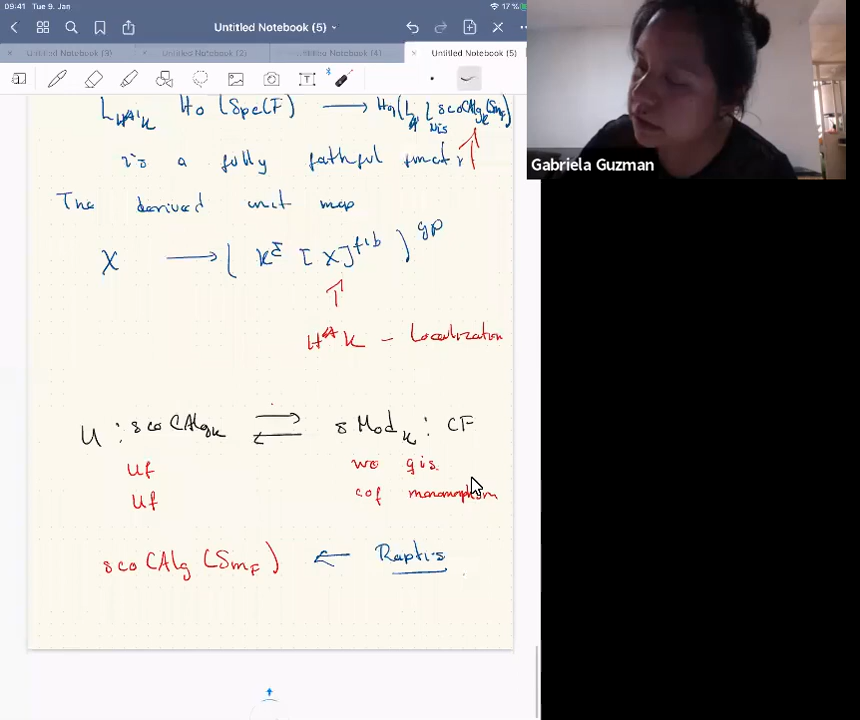 09:41 Tue 9. Jan
17%
Untitled Notebook (5)
Untitled Notebook (3)
Untitled Notebook (2)
Untitled Notebook (4)
Untitled Notebook (5)
Gabriela Guzman
Ho (Spc(F) ⟶
is a fully faithful
The derived unit map
X ⟶ ( K^Σ [X]^fib )^gp
⇑
H^A K - Localization
U : scoCAlg_K ⇄ sMod_K : CF
Uf we q is.
Uf cof monomorphism
scoCAlg (Sm_F) ← Raptis